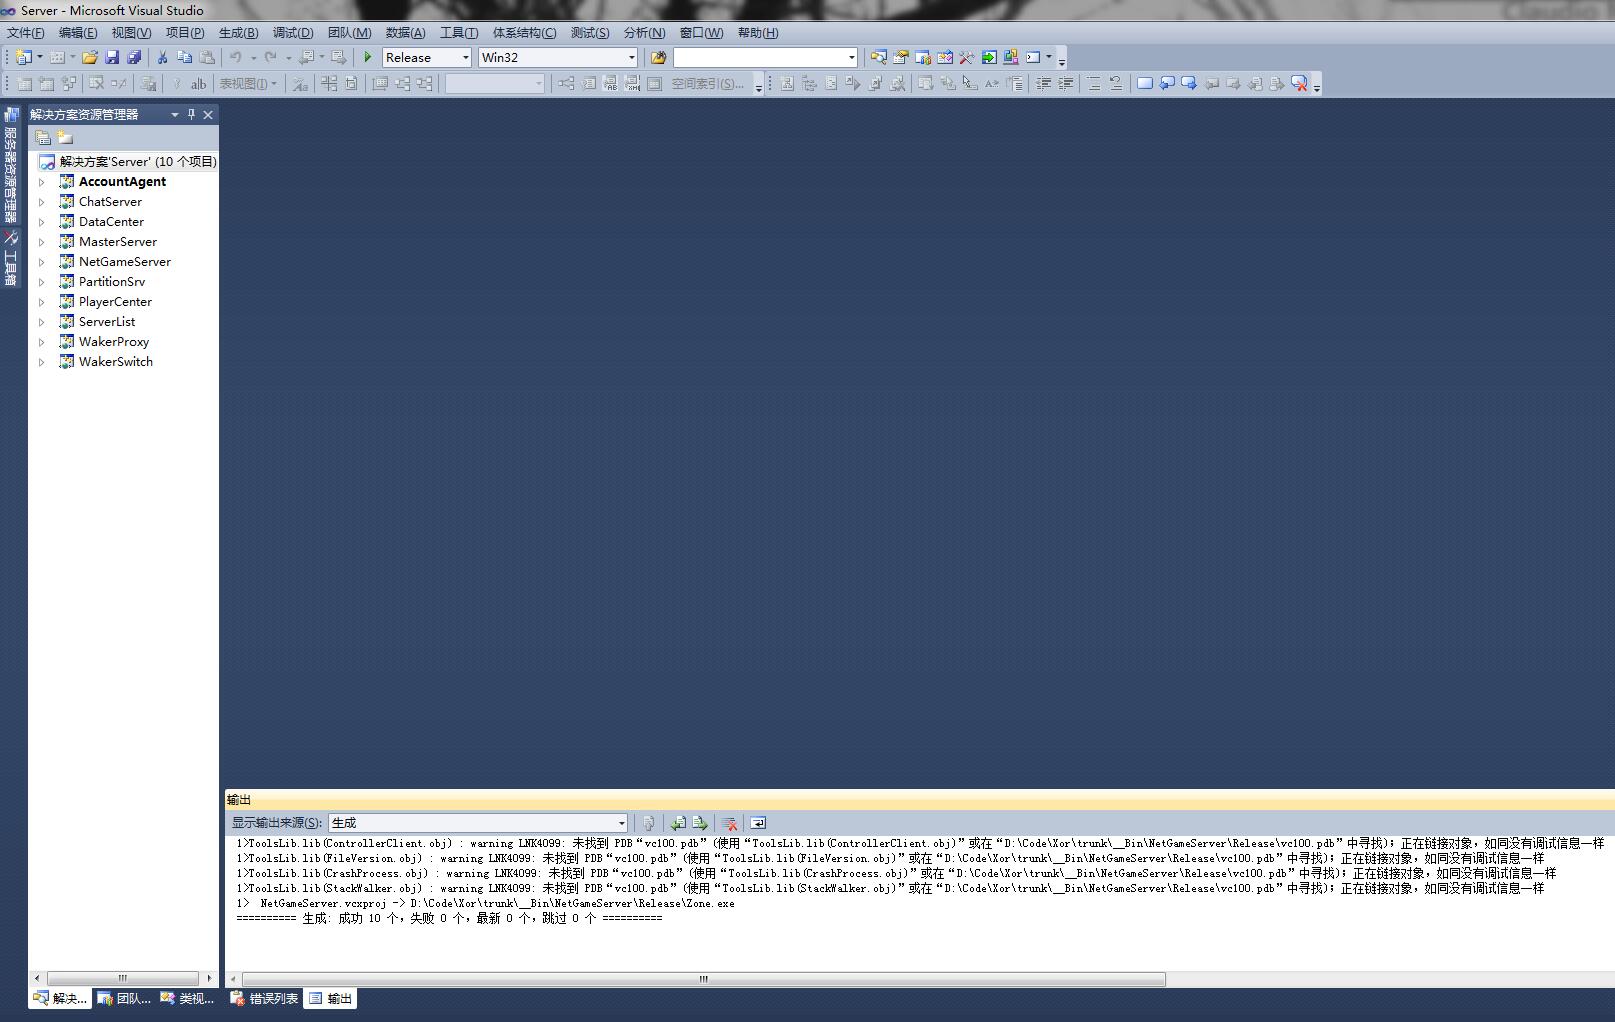 Server - Microsoft Visual Studio
文件(F) 编辑(E) 视图(V) 项目(P) 生成(B) 调试(D) 团队(M) 数据(A) 工具(T) 体系结构(C) 测试(S) 分析(N) 窗口(W) 帮助(H)
Release Win32
ab 表视图(I) 空间索引(S)...
服务器资源管理器
工具箱
解决方案资源管理器
解决方案'Server' (10 个项目)
AccountAgent
ChatServer
DataCenter
MasterServer
NetGameServer
PartitionSrv
PlayerCenter
ServerList
WakerProxy
WakerSwitch
输出
显示输出来源(S): 生成
1>ToolsLib.lib(ControllerClient.obj) : warning LNK4099: 未找到 PDB“vc100.pdb”(使用“ToolsLib.lib(ControllerClient.obj)”或在“D:\Code\Xor\trunk\__Bin\NetGameServer\Release\vc100.pdb”中寻找)；正在链接对象，如同没有调试信息一样
1>ToolsLib.lib(FileVersion.obj) : warning LNK4099: 未找到 PDB“vc100.pdb”(使用“ToolsLib.lib(FileVersion.obj)”或在“D:\Code\Xor\trunk\__Bin\NetGameServer\Release\vc100.pdb”中寻找)；正在链接对象，如同没有调试信息一样
1>ToolsLib.lib(CrashProcess.obj) : warning LNK4099: 未找到 PDB“vc100.pdb”(使用“ToolsLib.lib(CrashProcess.obj)”或在“D:\Code\Xor\trunk\__Bin\NetGameServer\Release\vc100.pdb”中寻找)；正在链接对象，如同没有调试信息一样
1>ToolsLib.lib(StackWalker.obj) : warning LNK4099: 未找到 PDB“vc100.pdb”(使用“ToolsLib.lib(StackWalker.obj)”或在“D:\Code\Xor\trunk\__Bin\NetGameServer\Release\vc100.pdb”中寻找)；正在链接对象，如同没有调试信息一样
1>  NetGameServer.vcxproj -> D:\Code\Xor\trunk\__Bin\NetGameServer\Release\Zone.exe
========== 生成: 成功 10 个，失败 0 个，最新 0 个，跳过 0 个 ==========
解决... 团队... 类视... 错误列表 输出